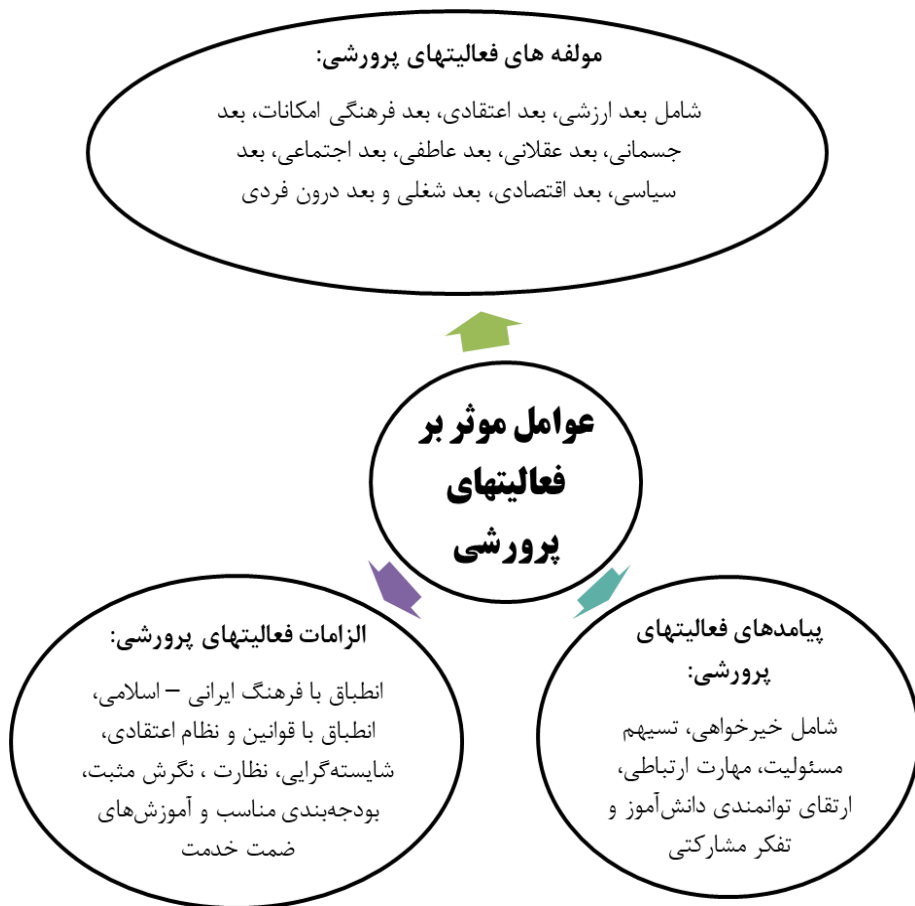 مولفه های فعالیتهای پرورشی:
شامل بعد ارزشی، بعد اعتقادی، بعد فرهنگی امکانات، بعد
جسمانی، بعد عقلانی، بعد عاطفی، بعد اجتماعی، بعد
سیاسی، بعد اقتصادی، بعد شغلی و بعد درون فردی
عوامل موثر بر
فعالیتهای
پرورشی
پیامدهای فعالیتهای
پرورشی:
شامل خیرخواهی، تسیهم
مسئولیت، مهارت ارتباطی،
ارتقای توانمندی دانش‌آموز و
تفکر مشارکتی
الزامات فعالیتهای پرورشی:
انطباق با فرهنگ ایرانی – اسلامی،
انطباق با قوانین و نظام اعتقادی،
شایسته‌گرایی، نظارت ، نگرش مثبت،
بودجه‌بندی مناسب و آموزش‌های
ضمت خدمت